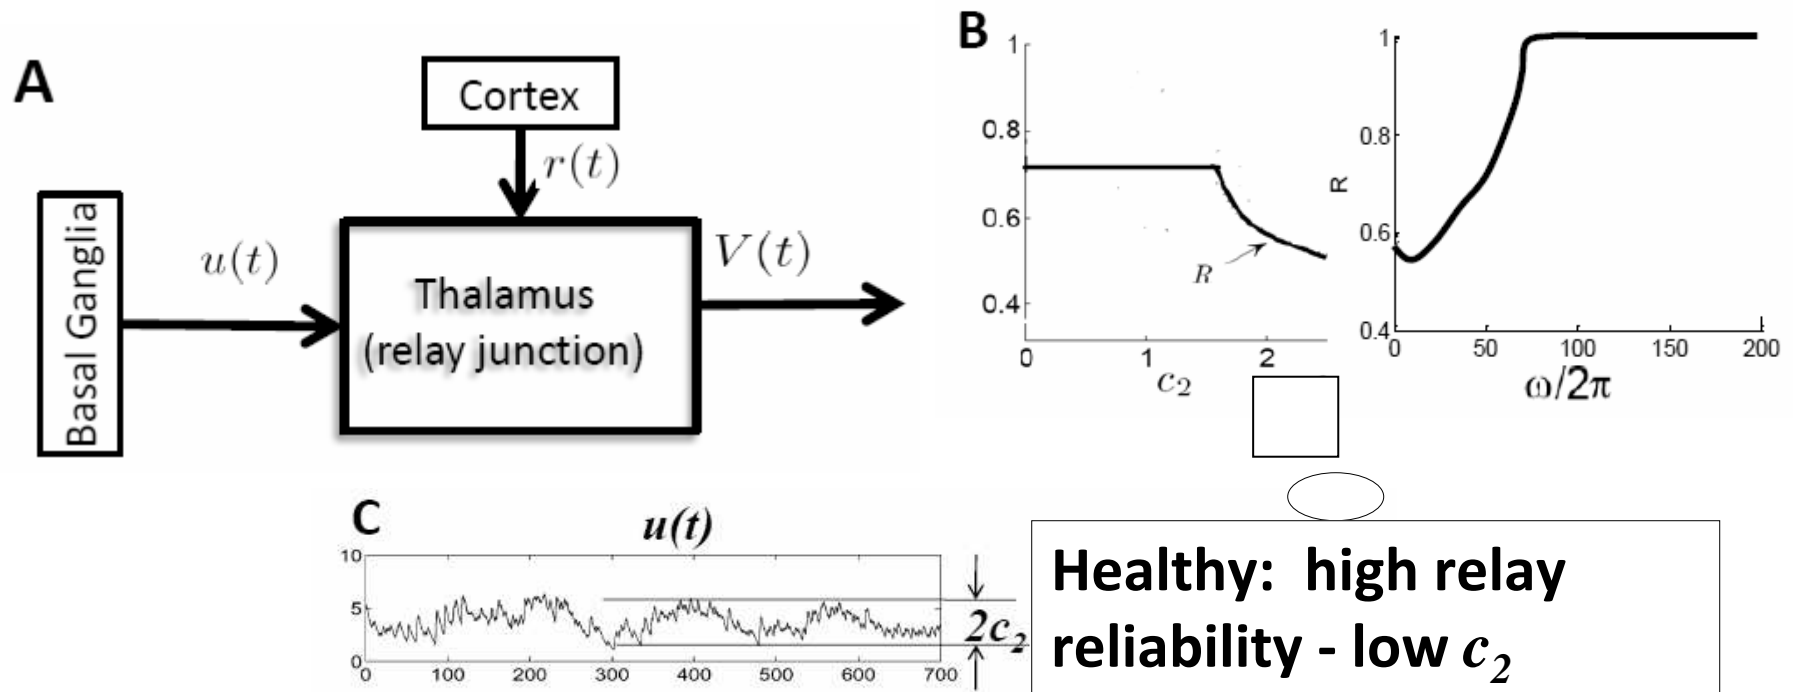 A
Cortex
r(t)
Basal Ganglia
u(t)
Thalamus
(relay junction)
V(t)
B
1
0.8
0.6
0.4
R
0 1 2
c₂
1
0.8
0.6
0.4
R
0 50 100 150 200
ω/2π
C
u(t)
10
5
0
0 100 200 300 400 500 600 700
2c₂
Healthy: high relay
reliability - low c₂